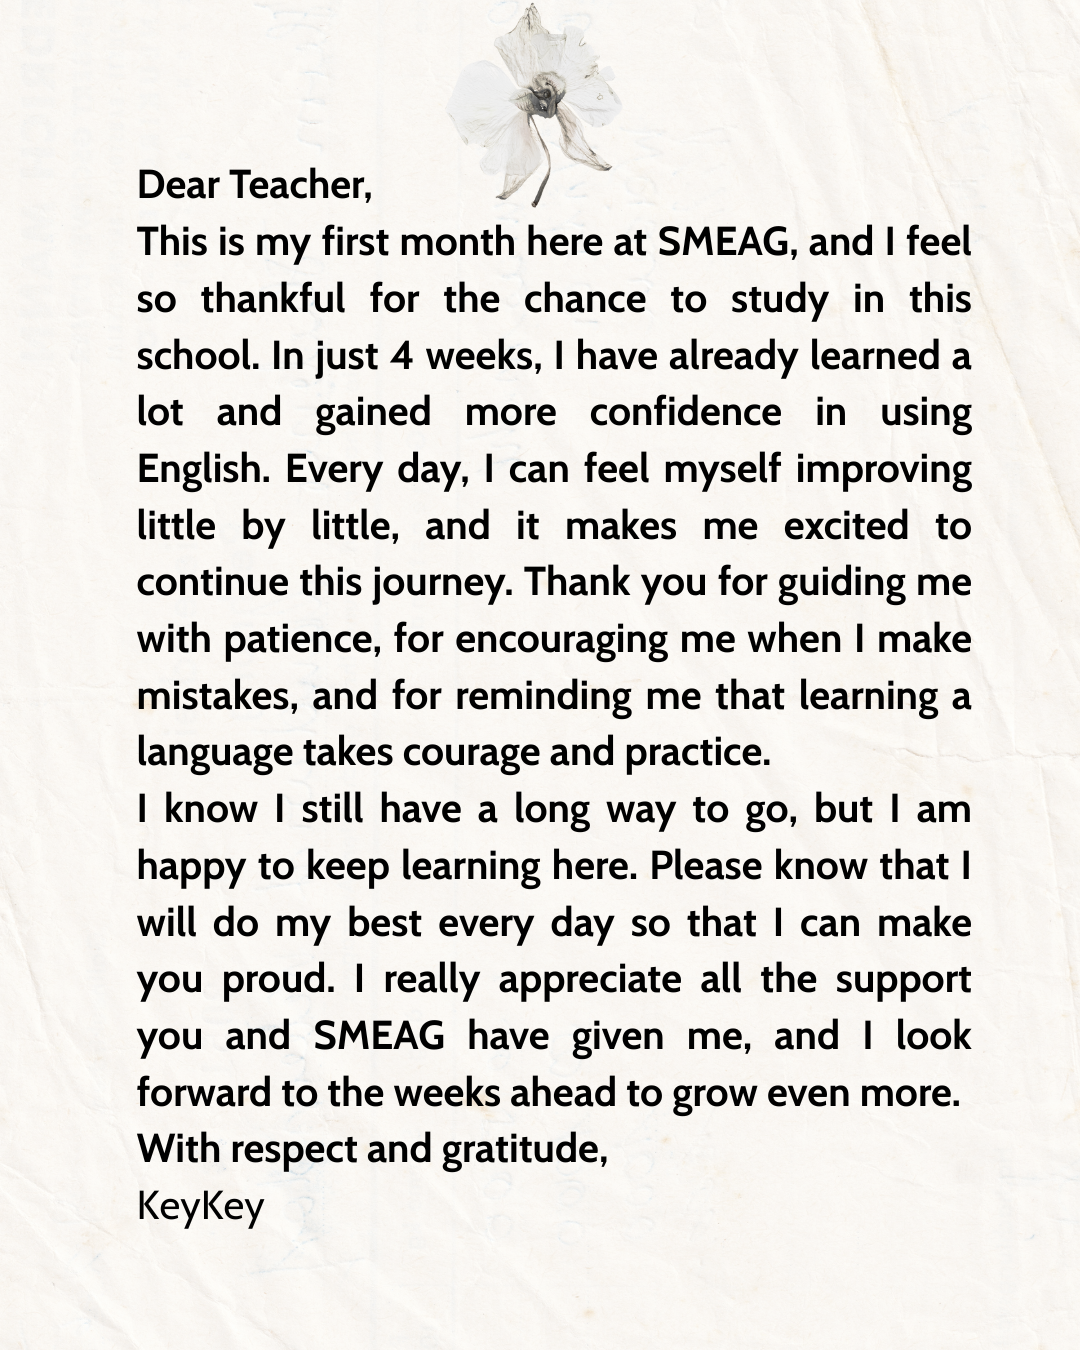 Dear Teacher,
This is my first month here at SMEAG, and I feel
so thankful for the chance to study in this
school. In just 4 weeks, I have already learned a
lot and gained more confidence in using
English. Every day, I can feel myself improving
little by little, and it makes me excited to
continue this journey. Thank you for guiding me
with patience, for encouraging me when I make
mistakes, and for reminding me that learning a
language takes courage and practice.
I know I still have a long way to go, but I am
happy to keep learning here. Please know that I
will do my best every day so that I can make
you proud. I really appreciate all the support
you and SMEAG have given me, and I look
forward to the weeks ahead to grow even more.
With respect and gratitude,
KeyKey